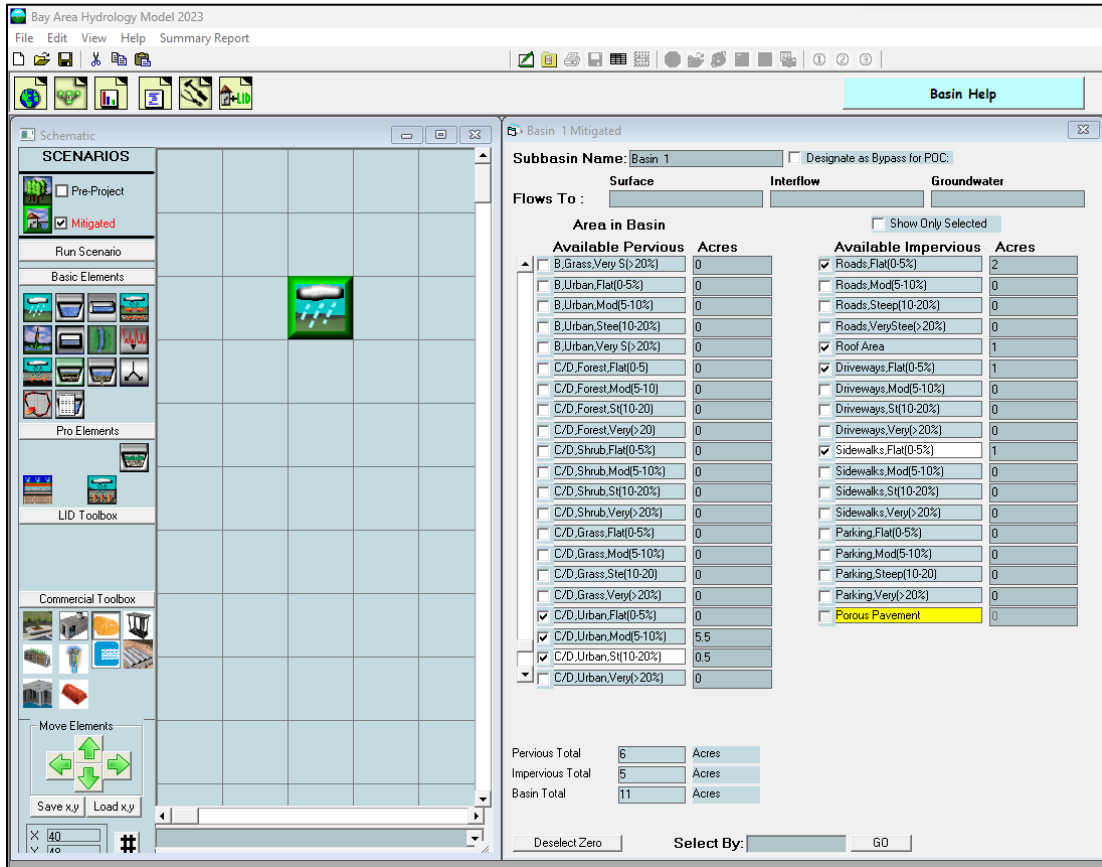 Bay Area Hydrology Model 2023
File Edit View Help Summary Report
+LID
Basin Help
Schematic
SCENARIOS
Pre-Project
Mitigated
Run Scenario
Basic Elements
Pro Elements
LID Toolbox
Commercial Toolbox
Move Elements
Save x,y Load x,y
X 40
Y 48
#
Basin 1 Mitigated
Subbasin Name: Basin 1 Designate as Bypass for POC:
Surface Interflow Groundwater
Flows To :
Area in Basin Show Only Selected
Available Pervious Acres Available Impervious Acres
B,Grass,Very S(>20%) 0 Roads,Flat(0-5%) 2
B,Urban,Flat(0-5%) 0 Roads,Mod(5-10%) 0
B,Urban,Mod(5-10%) 0 Roads,Steep(10-20%) 0
B,Urban,Stee(10-20%) 0 Roads,VeryStee(>20%) 0
B,Urban,Very S(>20%) 0 Roof Area 1
C/D,Forest,Flat(0-5) 0 Driveways,Flat(0-5%) 1
C/D,Forest,Mod(5-10) 0 Driveways,Mod(5-10%) 0
C/D,Forest,St(10-20) 0 Driveways,St(10-20%) 0
C/D,Forest,Very(>20) 0 Driveways,Very(>20%) 0
C/D,Shrub,Flat(0-5%) 0 Sidewalks,Flat(0-5%) 1
C/D,Shrub,Mod(5-10%) 0 Sidewalks,Mod(5-10%) 0
C/D,Shrub,St(10-20%) 0 Sidewalks,St(10-20%) 0
C/D,Shrub,Very(>20%) 0 Sidewalks,Very(>20%) 0
C/D,Grass,Flat(0-5%) 0 Parking,Flat(0-5%) 0
C/D,Grass,Mod(5-10%) 0 Parking,Mod(5-10%) 0
C/D,Grass,Ste(10-20) 0 Parking,Steep(10-20) 0
C/D,Grass,Very(>20%) 0 Parking,Very(>20%) 0
C/D,Urban,Flat(0-5%) 0 Porous Pavement 0
C/D,Urban,Mod(5-10%) 5.5
C/D,Urban,St(10-20%) 0.5
C/D,Urban,Very(>20%) 0
Pervious Total 6 Acres
Impervious Total 5 Acres
Basin Total 11 Acres
Deselect Zero Select By: GO